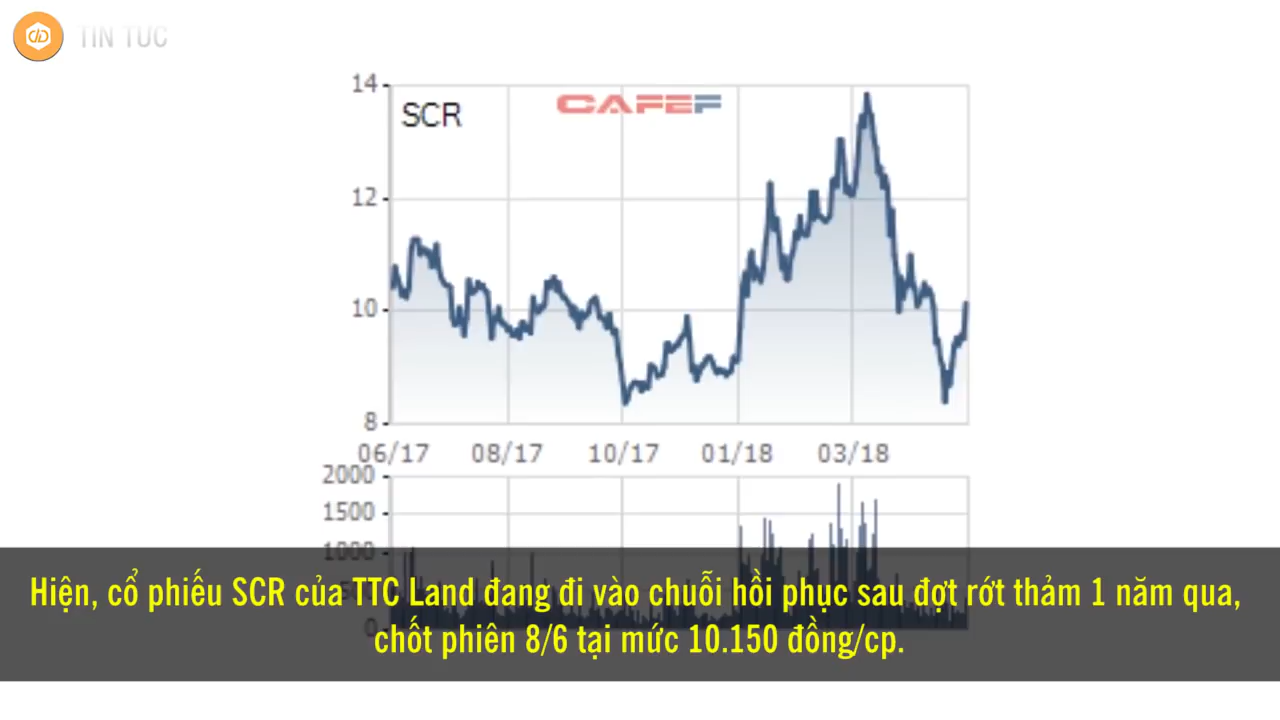 TIN TUC
14
SCR
CAFEF
12
10
8
06/17 08/17 10/17 01/18 03/18
2000
1500
1000
0
Hiện, cổ phiếu SCR của TTC Land đang đi vào chuỗi hồi phục sau đợt rớt thảm 1 năm qua,
chốt phiên 8/6 tại mức 10.150 đồng/cp.